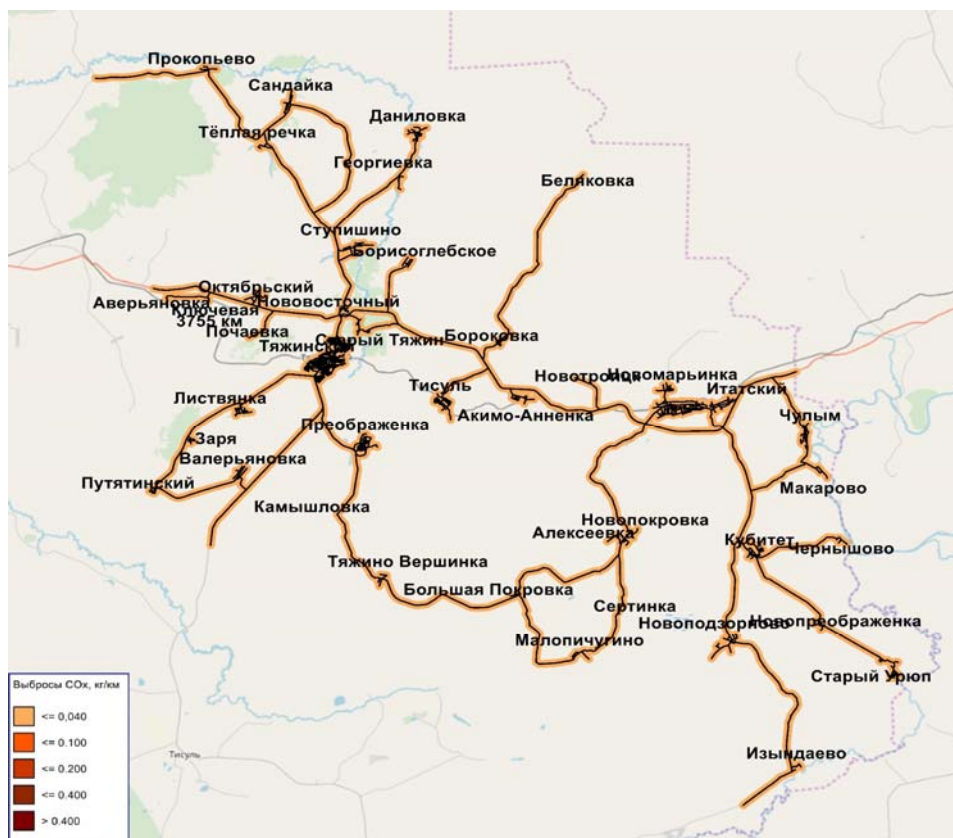 Прокопьево
Сандайка
Даниловка
Тёплая речка
Георгиевка
Беляковка
Ступишино
Борисоглебское
Октябрьский
Аверьяновка
Нововосточный
Ключевая
3755 км
Почаевка
Старый Тяжин
Бороковка
Тяжинский
Новомарьинка
Тисуль
Итатский
Листвянка
Акимо-Анненка
Чулым
Преображенка
Заря
Валерьяновка
Путятинский
Макарово
Камышловка
Новопокровка
Алексеевка
Кубитет
Чернышово
Тяжино Вершинка
Большая Покровка
Сертинка
Новоподзорново
Новопреображенка
Малопичугино
Старый Урюп
Изындаево
Тисуль
Выбросы COx, кг/км
<= 0,040
<= 0.100
<= 0.200
<= 0.400
> 0.400